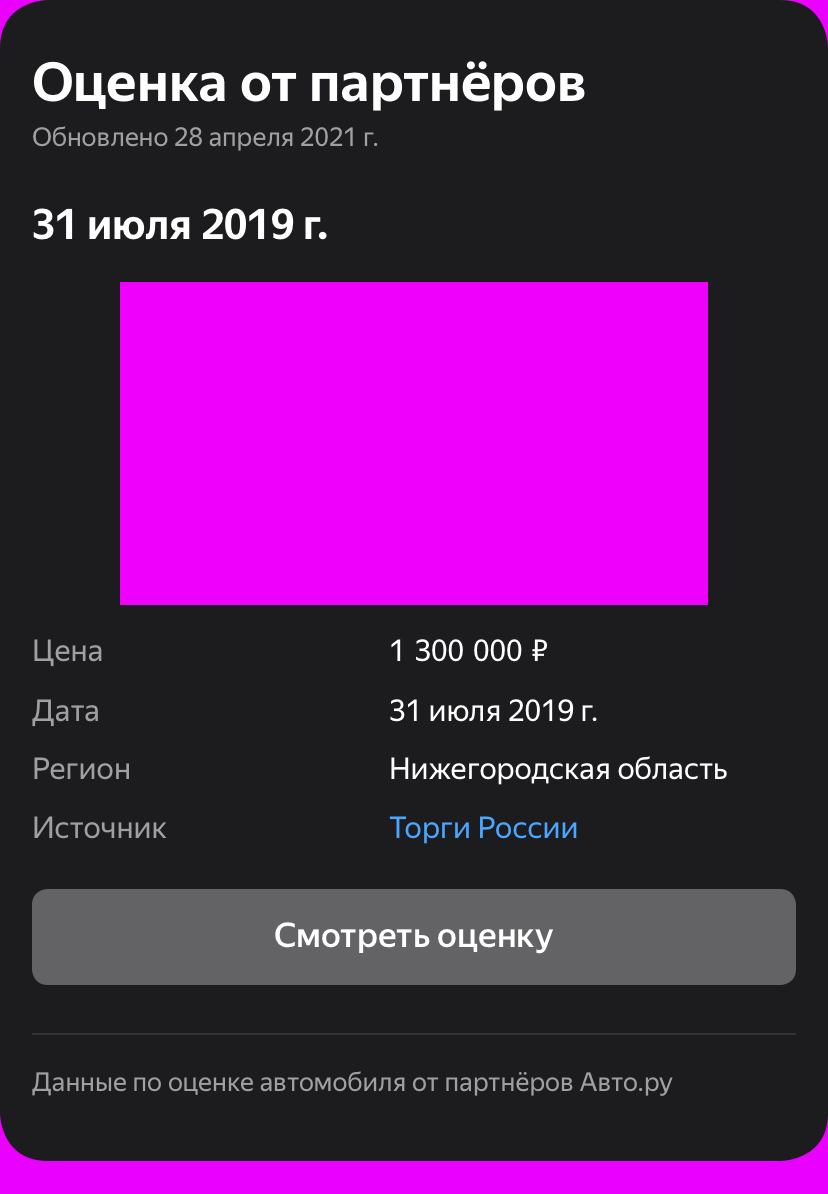 Оценка от партнёров
Обновлено 28 апреля 2021 г.
31 июля 2019 г.
Цена 1 300 000 ₽
Дата 31 июля 2019 г.
Регион Нижегородская область
Источник Торги России
Смотреть оценку
Данные по оценке автомобиля от партнёров Авто.ру